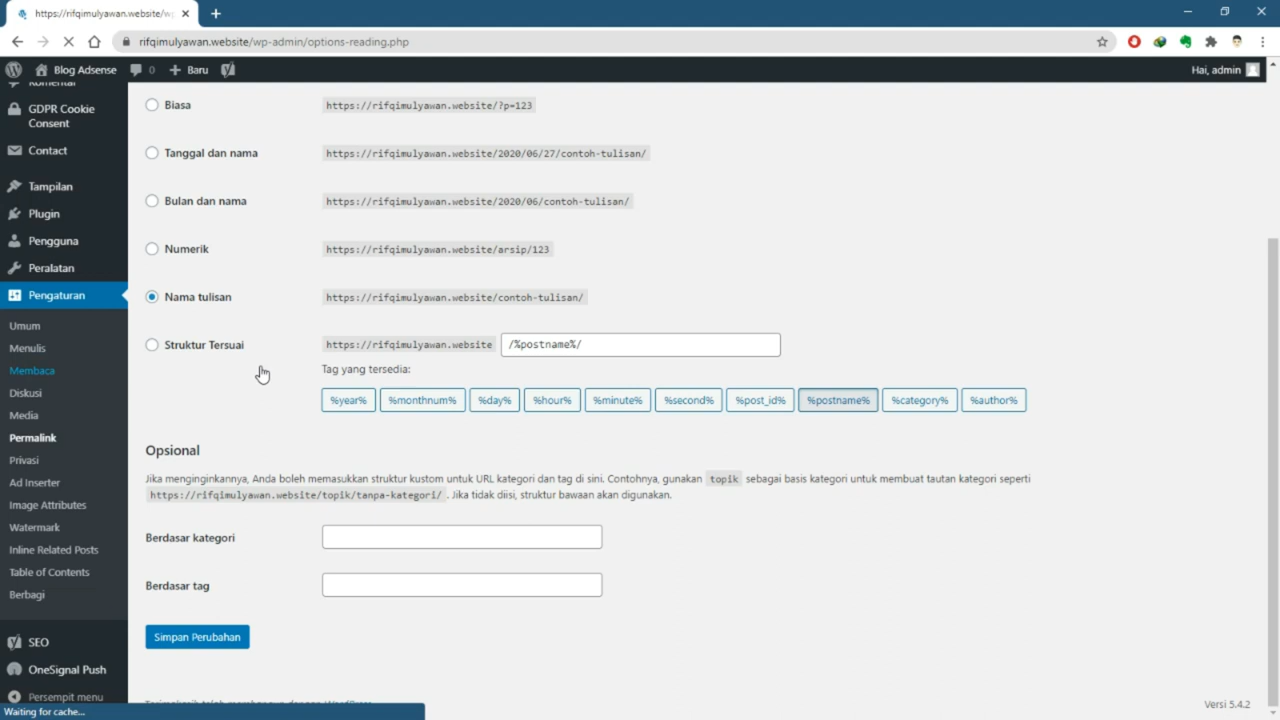 https://rifqimulyawan.website/wp
rifqimulyawan.website/wp-admin/options-reading.php
Blog Adsense 0 Baru Hai, admin
Komentar
GDPR Cookie
Consent
Contact
Tampilan
Plugin
Pengguna
Peralatan
Pengaturan
Umum
Menulis
Membaca
Diskusi
Media
Permalink
Privasi
Ad Inserter
Image Attributes
Watermark
Inline Related Posts
Table of Contents
Berbagi
SEO
OneSignal Push
Persempit menu
Waiting for cache...
Biasa https://rifqimulyawan.website/?p=123
Tanggal dan nama https://rifqimulyawan.website/2020/06/27/contoh-tulisan/
Bulan dan nama https://rifqimulyawan.website/2020/06/contoh-tulisan/
Numerik https://rifqimulyawan.website/arsip/123
Nama tulisan https://rifqimulyawan.website/contoh-tulisan/
Struktur Tersuai https://rifqimulyawan.website /%postname%/
Tag yang tersedia:
%year% %monthnum% %day% %hour% %minute% %second% %post_id% %postname% %category% %author%
Opsional
Jika menginginkannya, Anda boleh memasukkan struktur kustom untuk URL kategori dan tag di sini. Contohnya, gunakan topik sebagai basis kategori untuk membuat tautan kategori seperti
https://rifqimulyawan.website/topik/tanpa-kategori/ . Jika tidak diisi, struktur bawaan akan digunakan.
Berdasar kategori
Berdasar tag
Simpan Perubahan
Versi 5.4.2